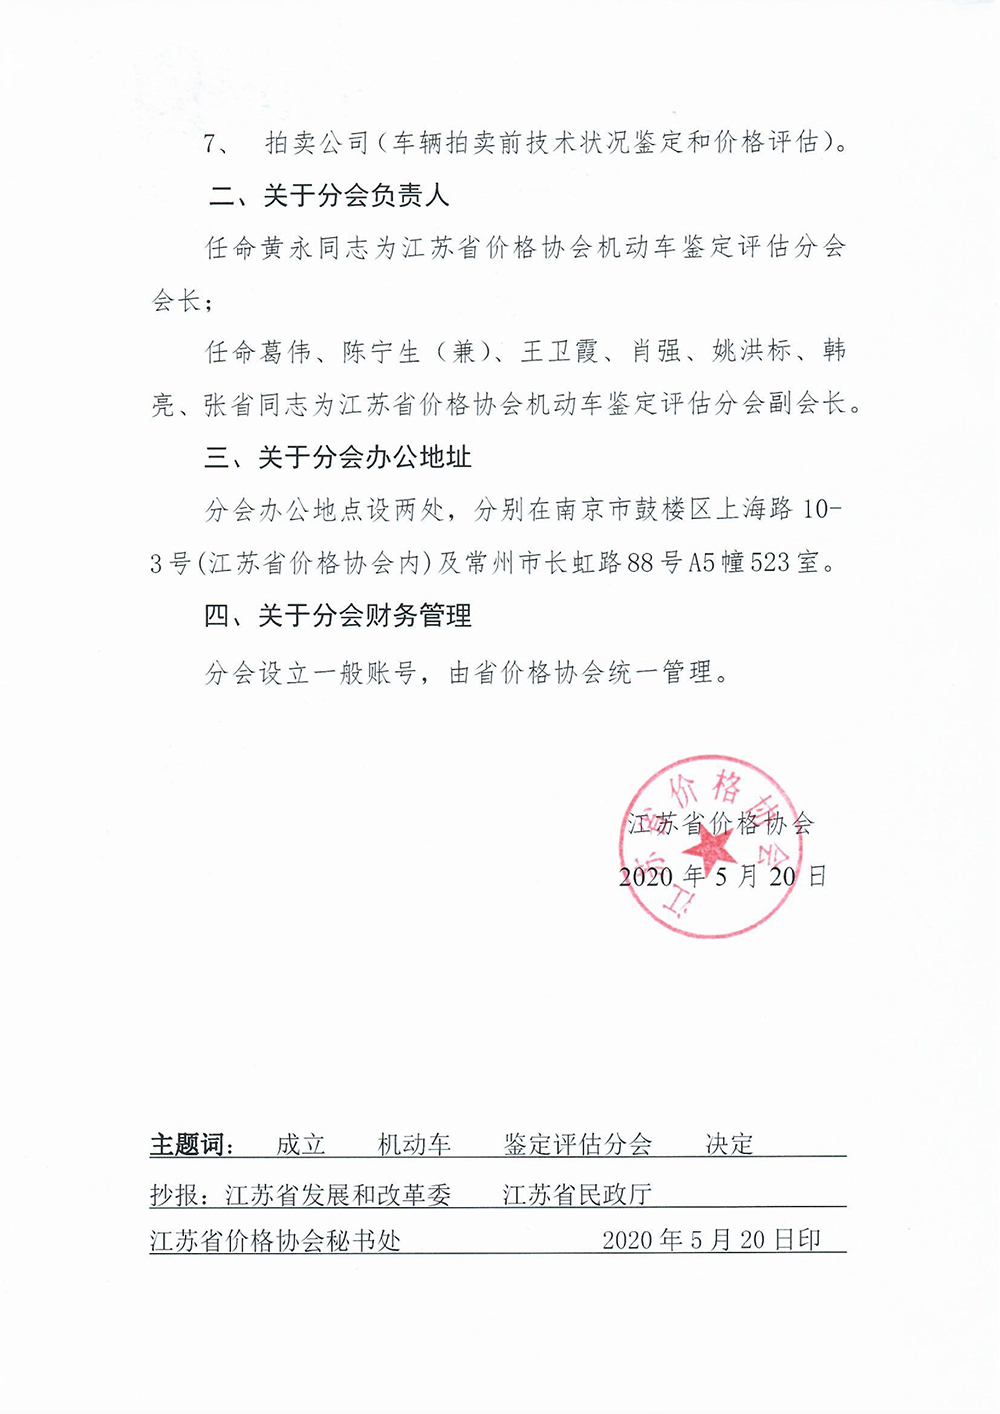 7、 拍卖公司(车辆拍卖前技术状况鉴定和价格评估)。
二、关于分会负责人
任命黄永同志为江苏省价格协会机动车鉴定评估分会
会长;
任命葛伟、陈宁生(兼)、王卫霞、肖强、姚洪标、韩
亮、张省同志为江苏省价格协会机动车鉴定评估分会副会长。
三、关于分会办公地址
分会办公地点设两处，分别在南京市鼓楼区上海路 10-
3号(江苏省价格协会内)及常州市长虹路88号A5幢523室。
四、关于分会财务管理
分会设立一般账号，由省价格协会统一管理。
江苏省价格协会
江苏省价格协会
2020 年 5 月 20 日
主题词： 成立 机动车 鉴定评估分会 决定
抄报：江苏省发展和改革委 江苏省民政厅
江苏省价格协会秘书处 2020年5月20日印